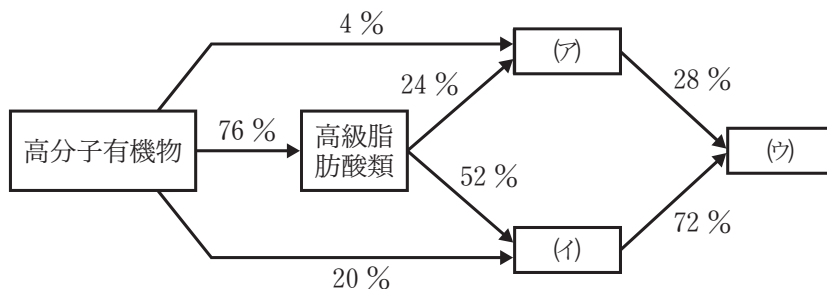 4 %
(ア)
24 %
28 %
高分子有機物
76 %
高級脂
肪酸類
(ウ)
52 %
72 %
(イ)
20 %